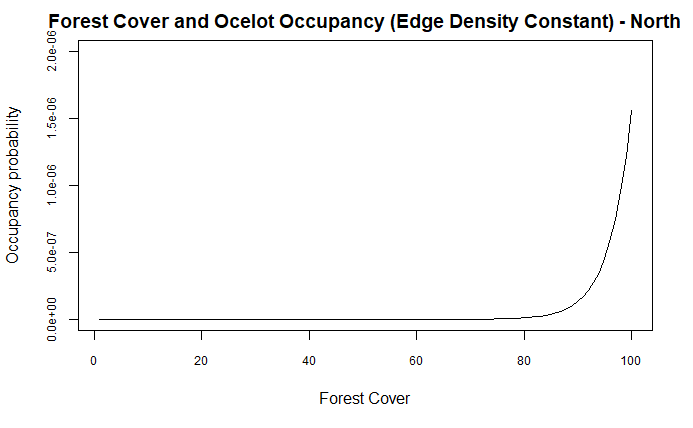 Forest Cover and Ocelot Occupancy (Edge Density Constant) - North
Occupancy probability
2.0e-06
1.5e-06
1.0e-06
5.0e-07
0.0e+00
0 20 40 60 80 100
Forest Cover